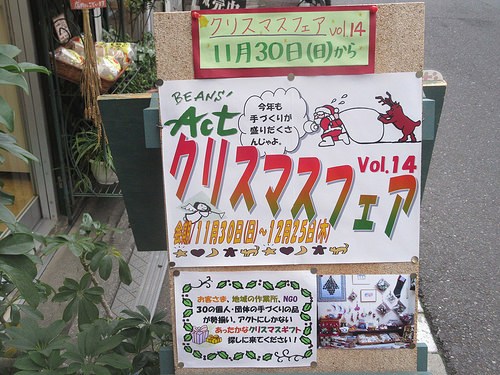 クリスマスフェア vol.14
11月30日(日)から
BEANS'
Act
今年も
手づくりが
盛りだくさ
んじゃよ。
クリスマスフェア
Vol.14
会期/11月30日(日)～12月25日(木)
お客さま、地域の作業所、NGO
30の個人・団体の手づくりの品
が勢揃い、アクトにしかない
あったかなクリスマスギフト
探しに来てください!